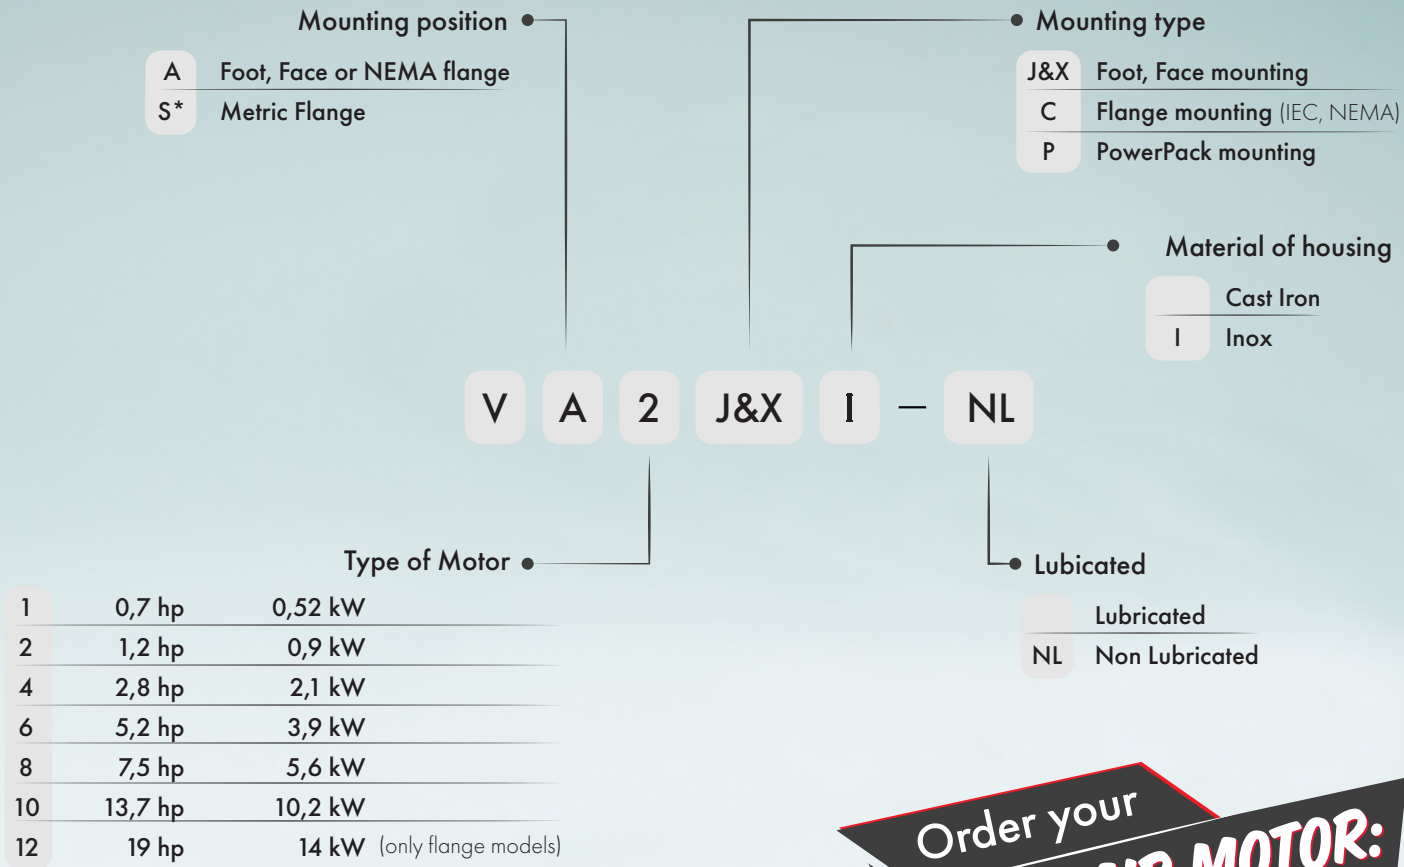 Mounting position
A Foot, Face or NEMA flange
S* Metric Flange
Mounting type
J&X Foot, Face mounting
C Flange mounting (IEC, NEMA)
P PowerPack mounting
Material of housing
Cast Iron
I Inox
V A 2 J&X I – NL
Type of Motor
1 0,7 hp 0,52 kW
2 1,2 hp 0,9 kW
4 2,8 hp 2,1 kW
6 5,2 hp 3,9 kW
8 7,5 hp 5,6 kW
10 13,7 hp 10,2 kW
12 19 hp 14 kW (only flange models)
Lubicated
Lubricated
NL Non Lubricated
Order your
MOTOR: